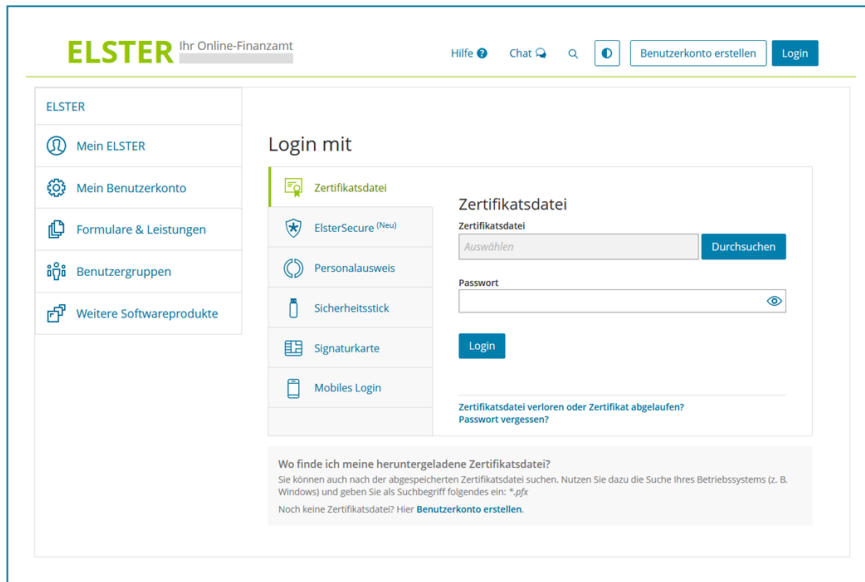 ELSTER Ihr Online-Finanzamt
Hilfe ? Chat Benutzerkonto erstellen Login
ELSTER
Mein ELSTER
Mein Benutzerkonto
Formulare & Leistungen
Benutzergruppen
Weitere Softwareprodukte
Login mit
Zertifikatsdatei
ElsterSecure (Neu)
Personalausweis
Sicherheitsstick
Signaturkarte
Mobiles Login
Zertifikatsdatei
Zertifikatsdatei
Auswählen Durchsuchen
Passwort
Login
Zertifikatsdatei verloren oder Zertifikat abgelaufen?
Passwort vergessen?
Wo finde ich meine heruntergeladene Zertifikatsdatei?
Sie können auch nach der abgespeicherten Zertifikatsdatei suchen. Nutzen Sie dazu die Suche Ihres Betriebssystems (z. B.
Windows) und geben Sie als Suchbegriff folgendes ein: *.pfx
Noch keine Zertifikatsdatei? Hier Benutzerkonto erstellen.